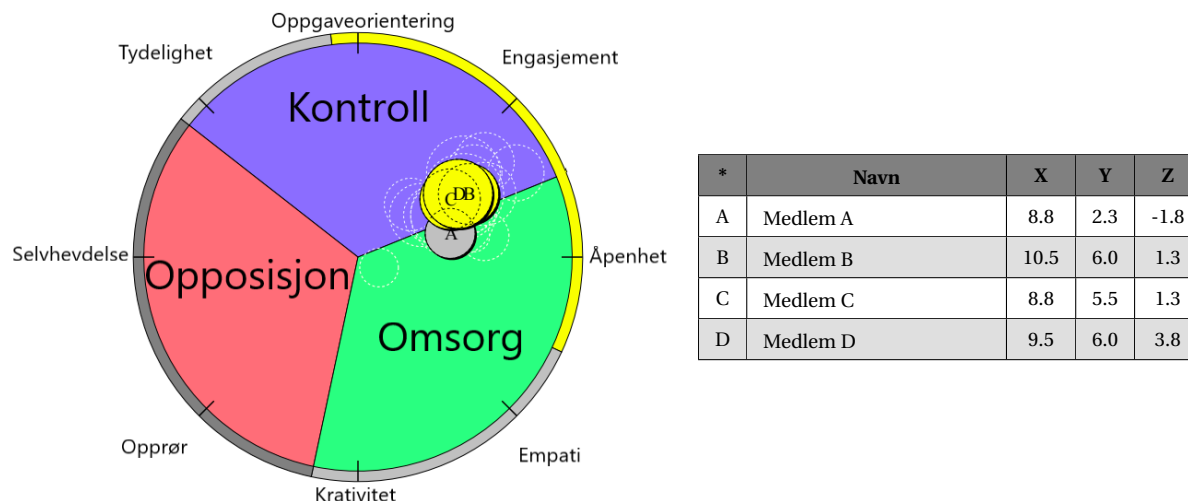 Oppgaveorientering
Tydelighet
Engasjement
Kontroll
Selvhevdelse
Opposisjon
Åpenhet
Omsorg
Opprør
Empati
Krativitet
C
D
B
A
* Navn X Y Z
A Medlem A 8.8 2.3 -1.8
B Medlem B 10.5 6.0 1.3
C Medlem C 8.8 5.5 1.3
D Medlem D 9.5 6.0 3.8